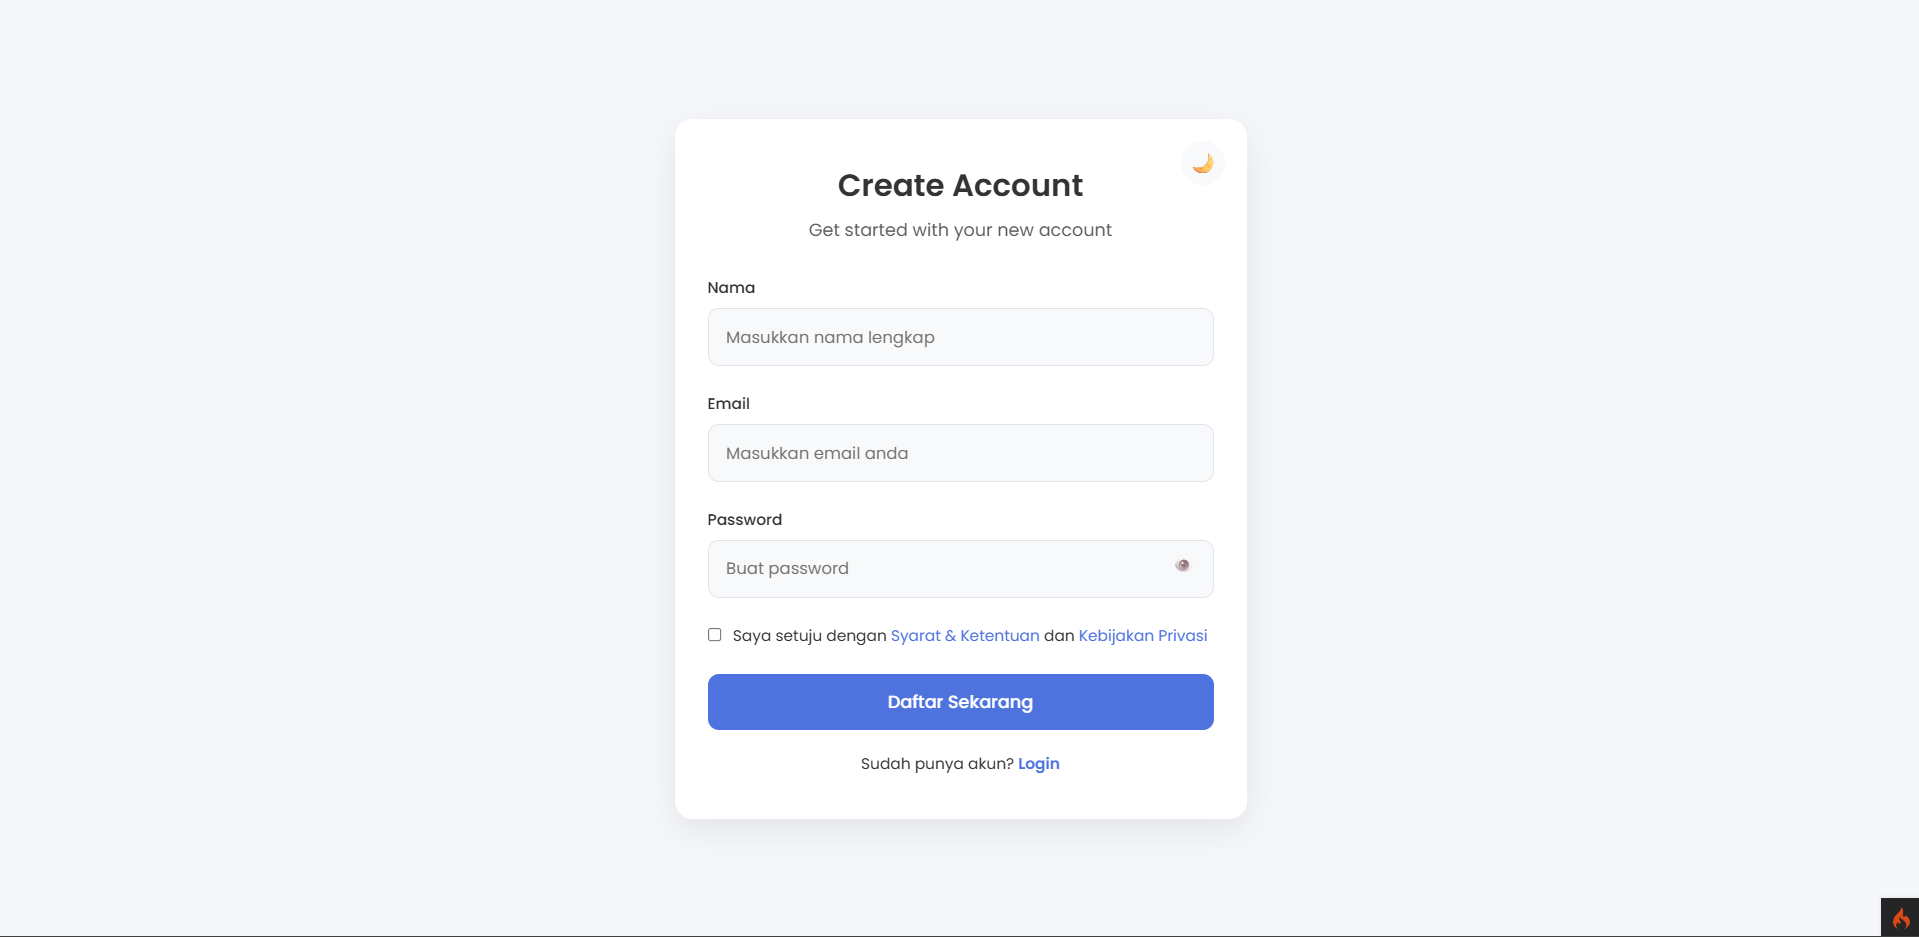 Create Account
Get started with your new account
Nama
Masukkan nama lengkap
Email
Masukkan email anda
Password
Buat password
Saya setuju dengan Syarat & Ketentuan dan Kebijakan Privasi
Daftar Sekarang
Sudah punya akun? Login